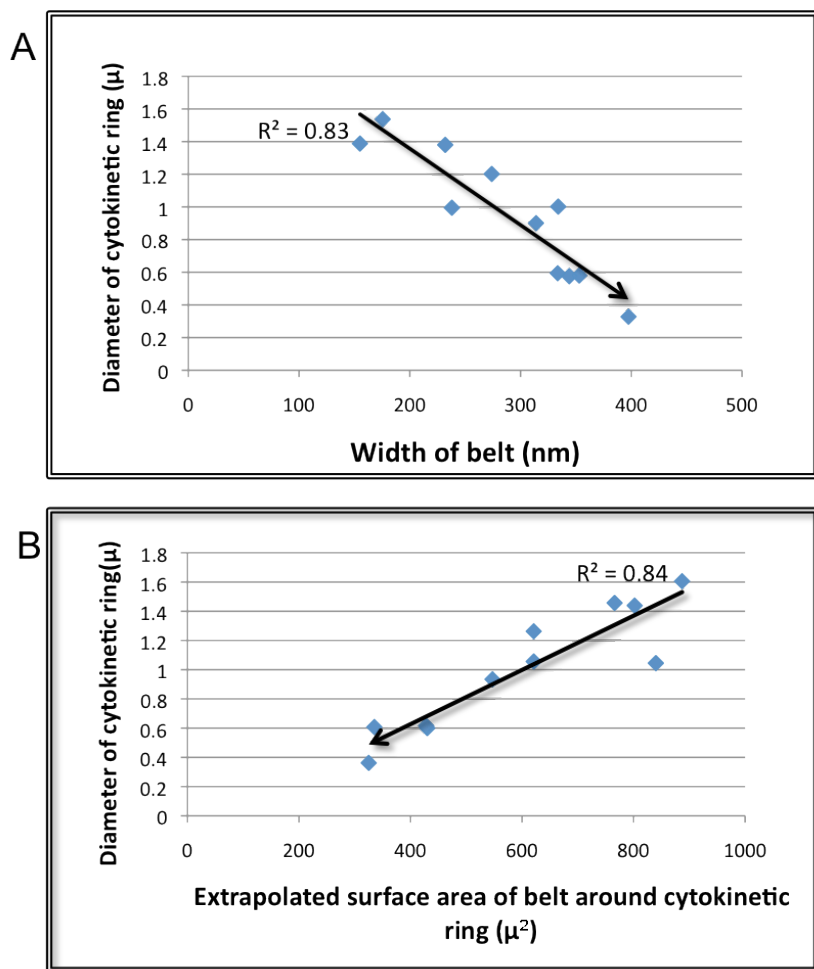 A
Diameter of cytokinetic ring (μ)
1.8
1.6
1.4
1.2
1
0.8
0.6
0.4
0.2
0
R² = 0.83
0 100 200 300 400 500
Width of belt (nm)
B
Diameter of cytokinetic ring(μ)
1.8
1.6
1.4
1.2
1
0.8
0.6
0.4
0.2
0
R² = 0.84
0 200 400 600 800 1000
Extrapolated surface area of belt around cytokinetic
ring (μ²)